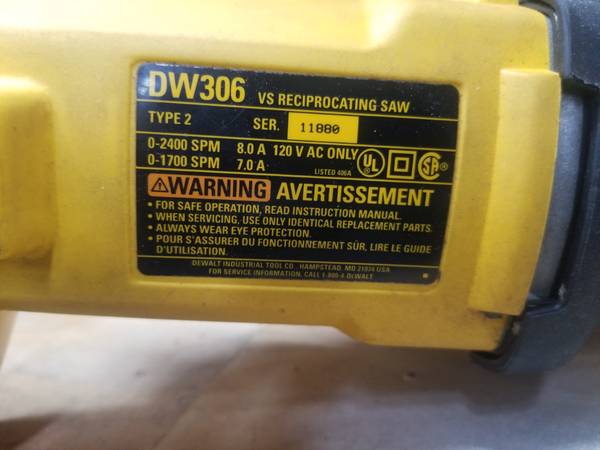 DW306 VS RECIPROCATING SAW
TYPE 2 SER. 11880
0-2400 SPM 8.0 A 120 V AC ONLY
0-1700 SPM 7.0 A
UL
SA
LISTED 406A
WARNING AVERTISSEMENT
• FOR SAFE OPERATION, READ INSTRUCTION MANUAL.
• WHEN SERVICING, USE ONLY IDENTICAL REPLACEMENT PARTS.
• ALWAYS WEAR EYE PROTECTION.
• POUR S'ASSURER DU FONCTIONNEMENT SÛR, LIRE LE GUIDE
D'UTILISATION.
DEWALT INDUSTRIAL TOOL CO., HAMPSTEAD, MD 21074 USA
FOR SERVICE INFORMATION, CALL 1-800-4-DEWALT